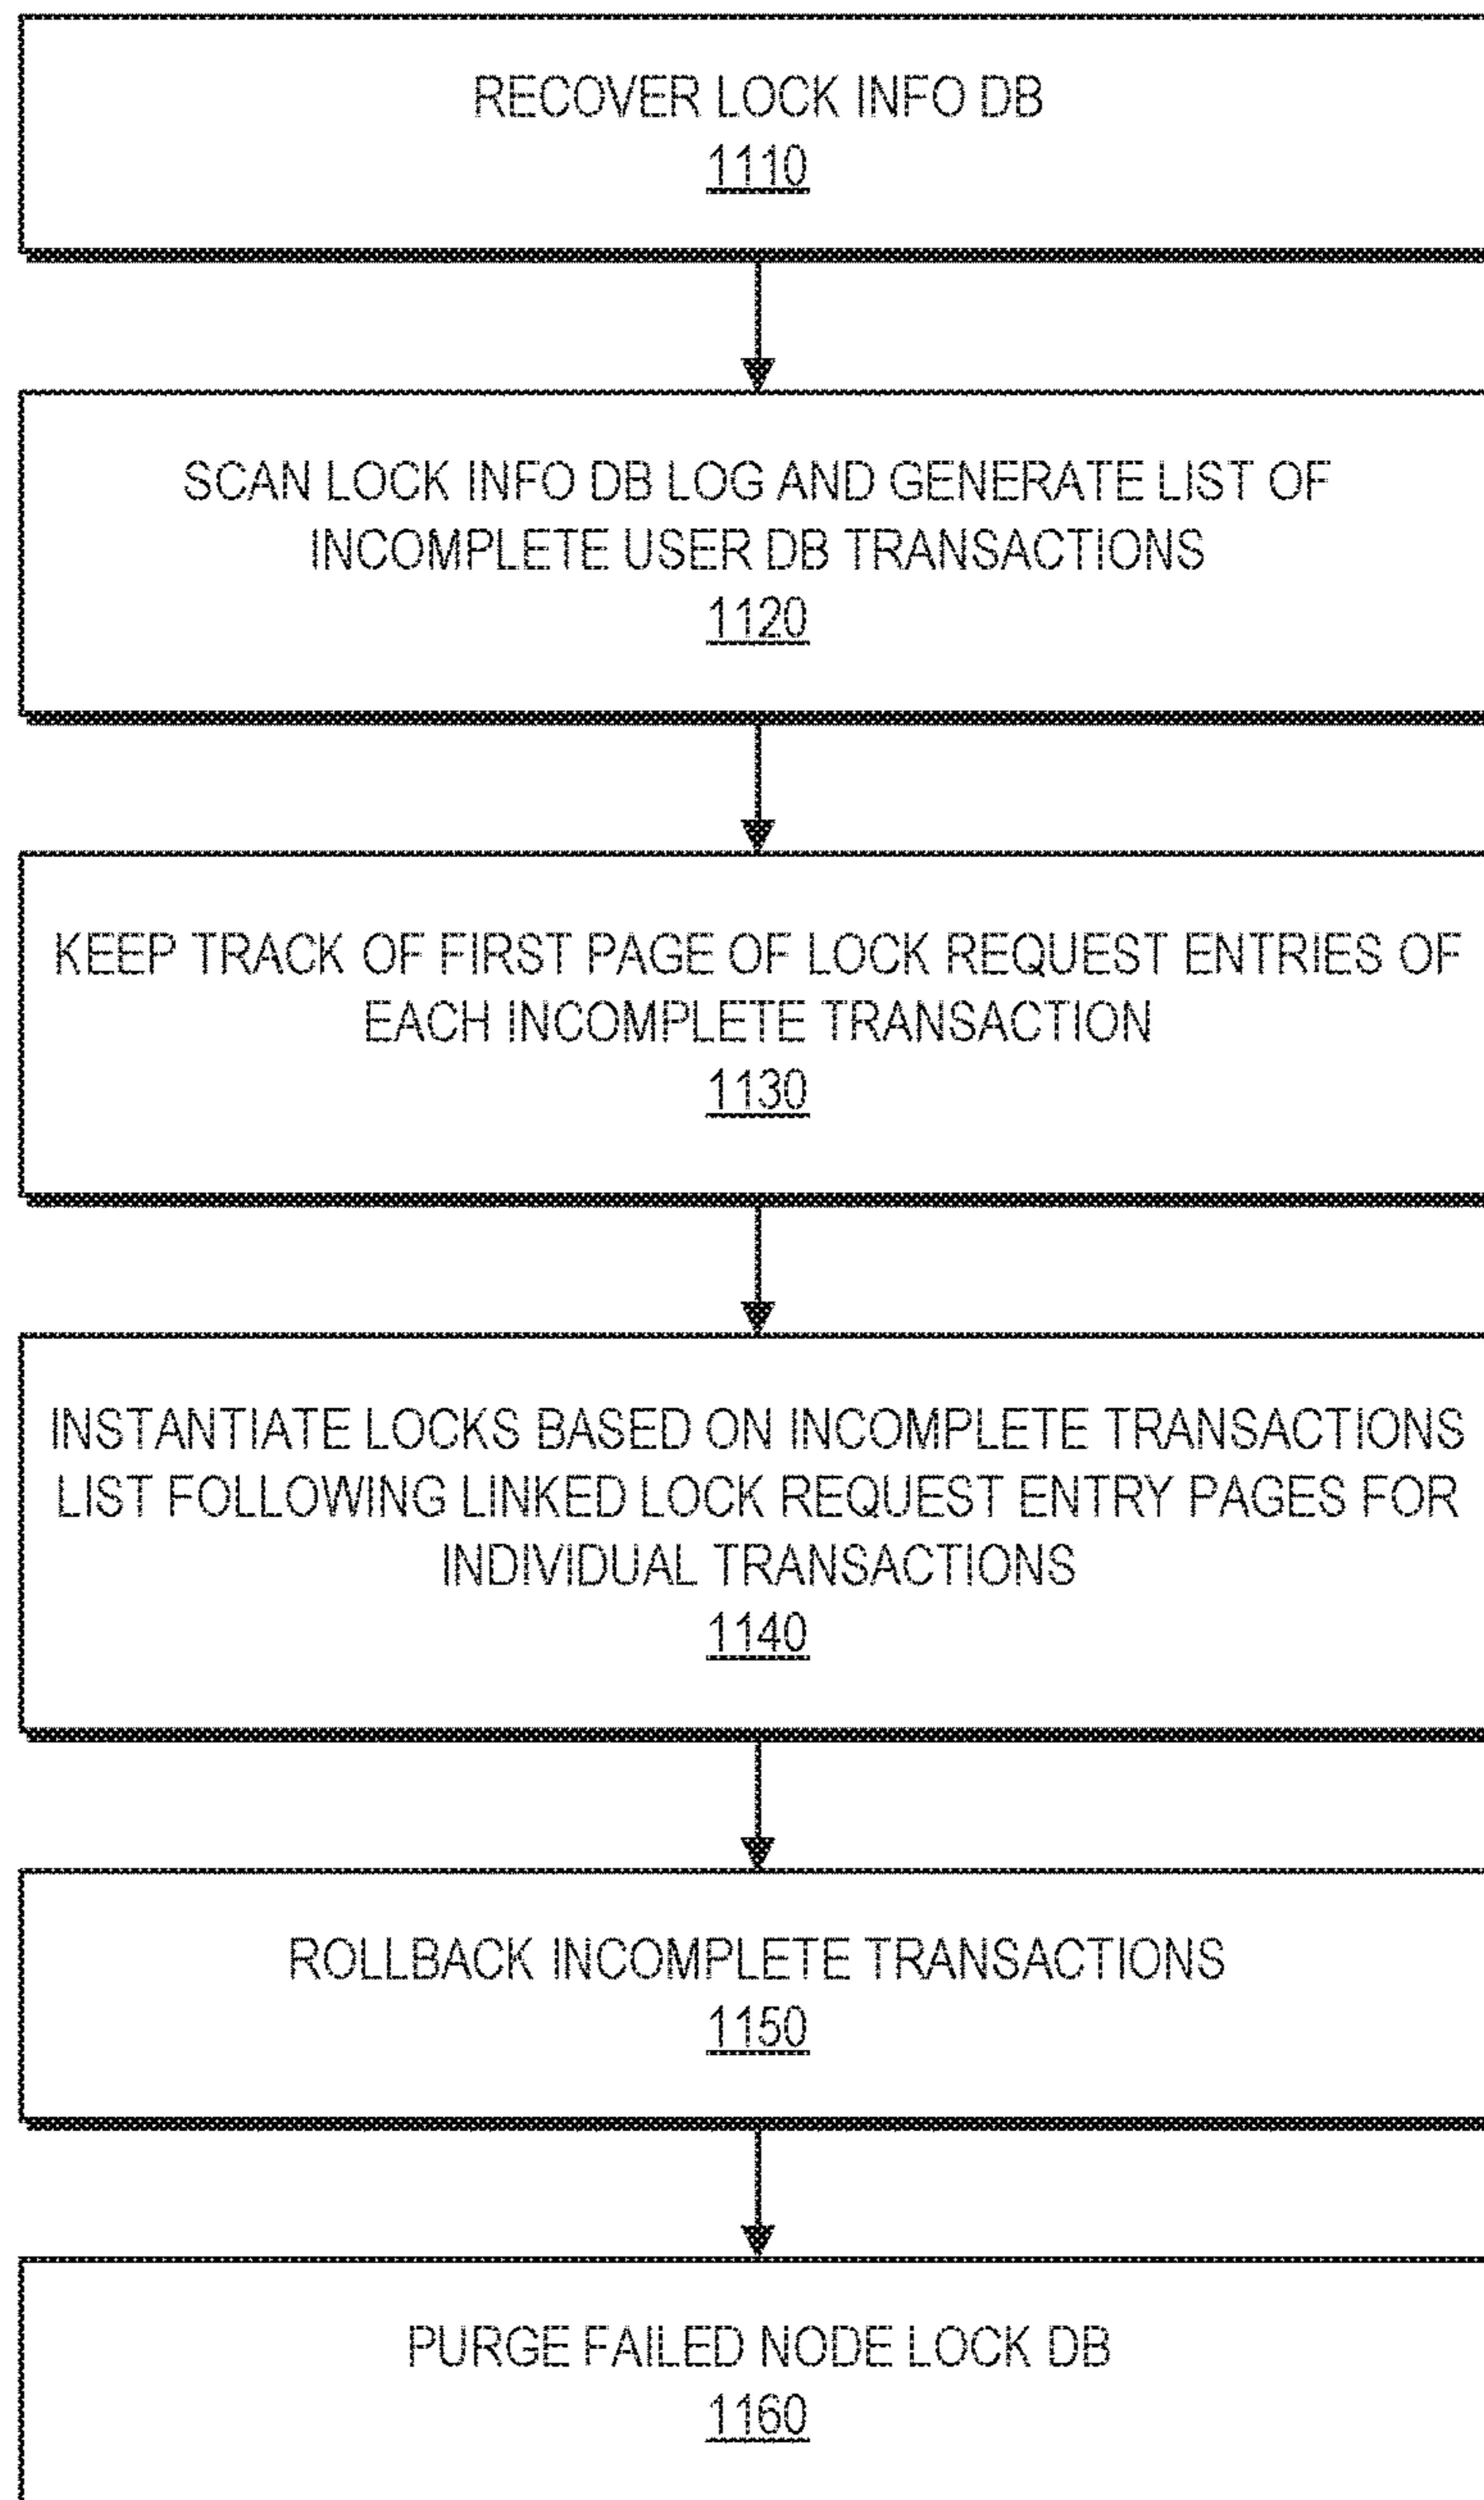 RECOVER LOCK INFO DB
1110
SCAN LOCK INFO DB LOG AND GENERATE LIST OF
INCOMPLETE USER DB TRANSACTIONS
1120
KEEP TRACK OF FIRST PAGE OF LOCK REQUEST ENTRIES OF
EACH INCOMPLETE TRANSACTION
1130
INSTANTIATE LOCKS BASED ON INCOMPLETE TRANSACTIONS
LIST FOLLOWING LINKED LOCK REQUEST ENTRY PAGES FOR
INDIVIDUAL TRANSACTIONS
1140
ROLLBACK INCOMPLETE TRANSACTIONS
1150
PURGE FAILED NODE LOCK DB
1160